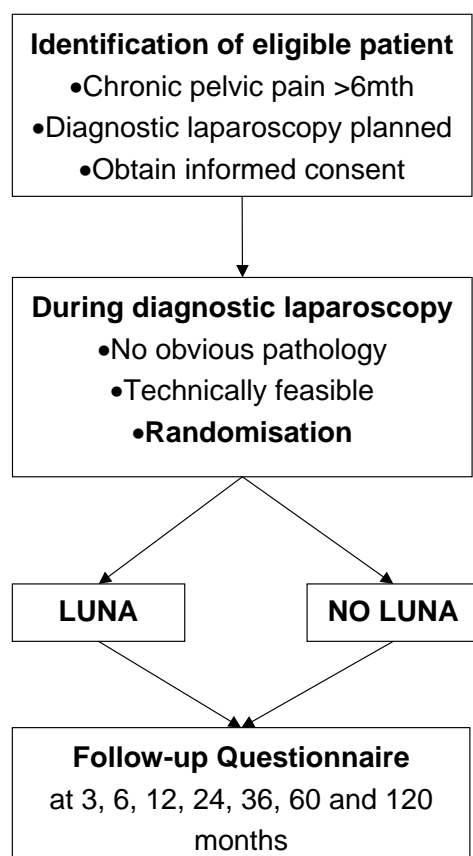 Identification of eligible patient
•Chronic pelvic pain >6mth
•Diagnostic laparoscopy planned
•Obtain informed consent
During diagnostic laparoscopy
•No obvious pathology
•Technically feasible
•Randomisation
LUNA
NO LUNA
Follow-up Questionnaire
at 3, 6, 12, 24, 36, 60 and 120
months